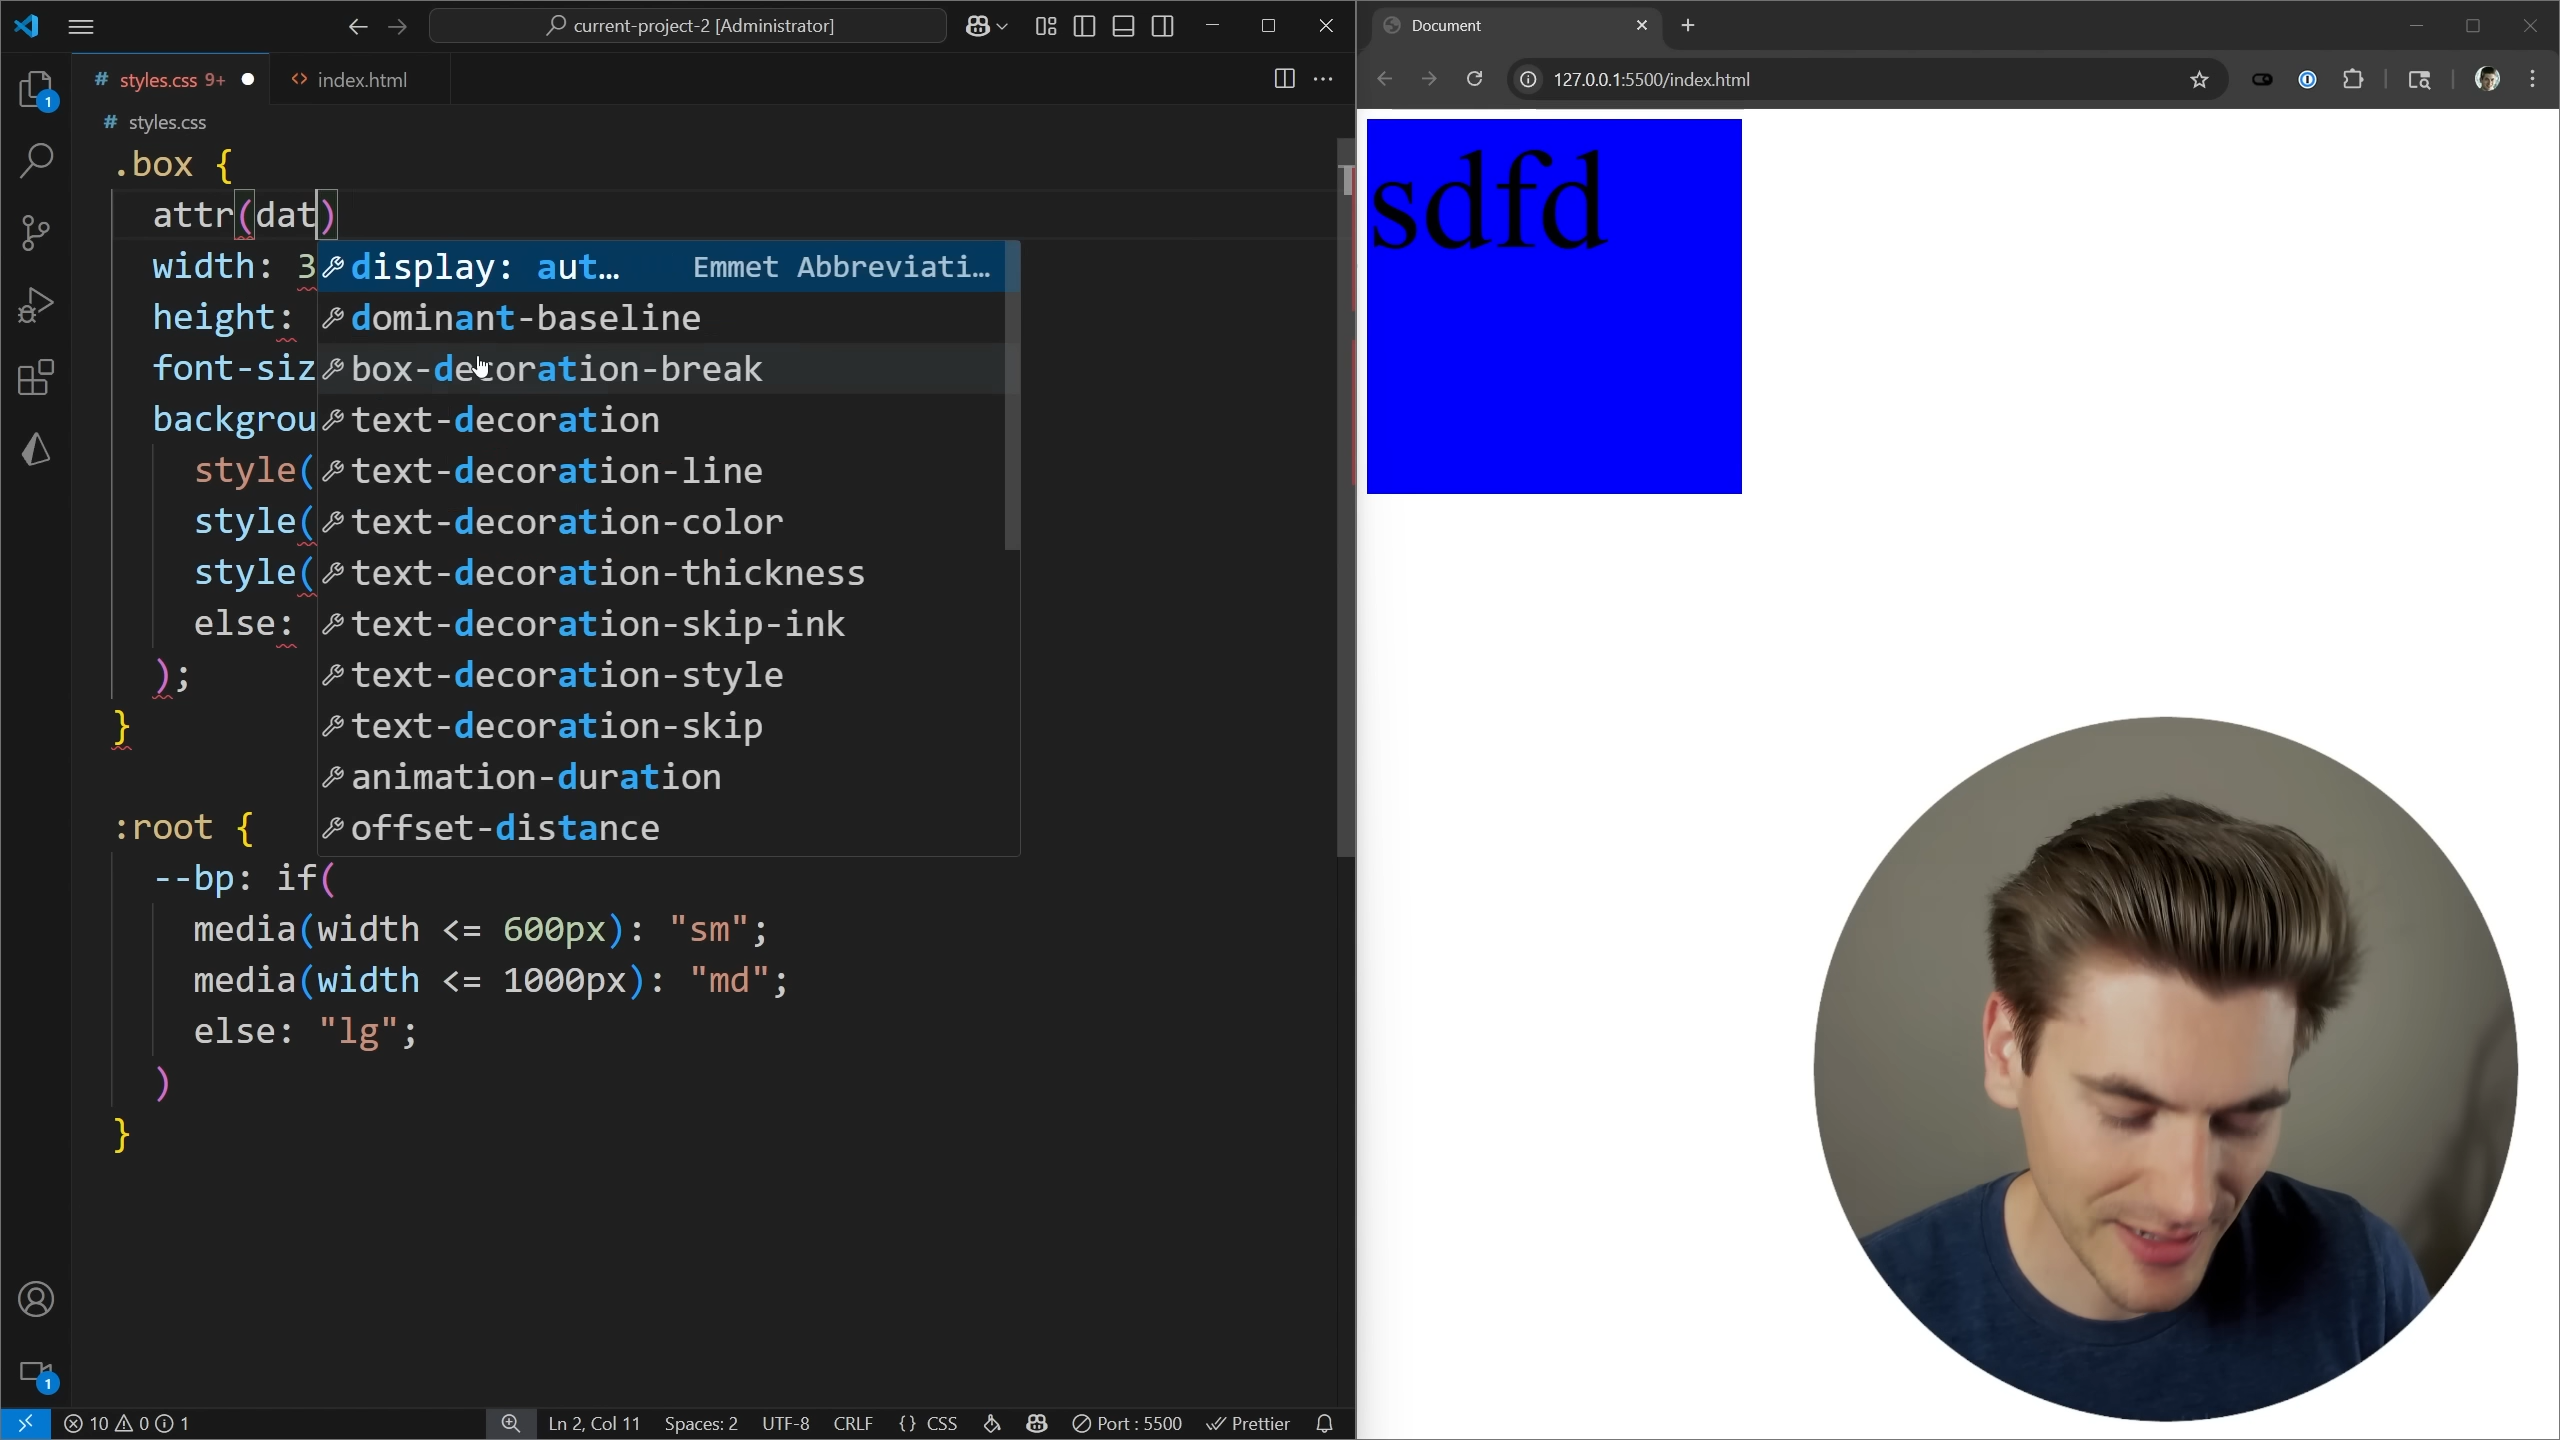 current-project-2 [Administrator]
styles.css 9+
index.html
styles.css
.box {
attr(dat)
width: 3
height:
font-siz
backgrou
style(
style(
style(
else:
);
}
display: aut… Emmet Abbreviati…
dominant-baseline
box-decoration-break
text-decoration
text-decoration-line
text-decoration-color
text-decoration-thickness
text-decoration-skip-ink
text-decoration-style
text-decoration-skip
animation-duration
offset-distance
:root {
--bp: if(
media(width <= 600px): "sm";
media(width <= 1000px): "md";
else: "lg";
)
}
1
1
10 0 1
Ln 2, Col 11 Spaces: 2 UTF-8 CRLF {} CSS Port : 5500 Prettier
Document
127.0.0.1:5500/index.html
sdfd